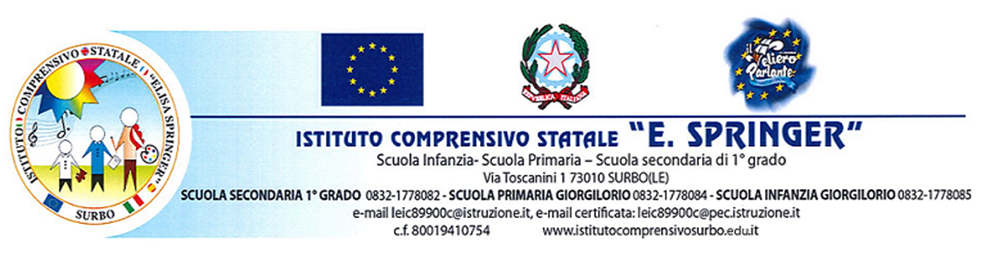 ISTITUTO COMPRENSIVO STATALE "ELISA SPRINGER"
SURBO
REPVBBLICA ITALIANA
il
Veliero
Parlante
ISTITUTO COMPRENSIVO STATALE "E. SPRINGER"
Scuola Infanzia- Scuola Primaria – Scuola secondaria di 1° grado
Via Toscanini 1 73010 SURBO(LE)
SCUOLA SECONDARIA 1° GRADO 0832-1778082 - SCUOLA PRIMARIA GIORGILORIO 0832-1778084 - SCUOLA INFANZIA GIORGILORIO 0832-1778085
e-mail leic89900c@istruzione.it, e-mail certificata: leic89900c@pec.istruzione.it
c.f. 80019410754 www.istitutocomprensivosurbo.edu.it